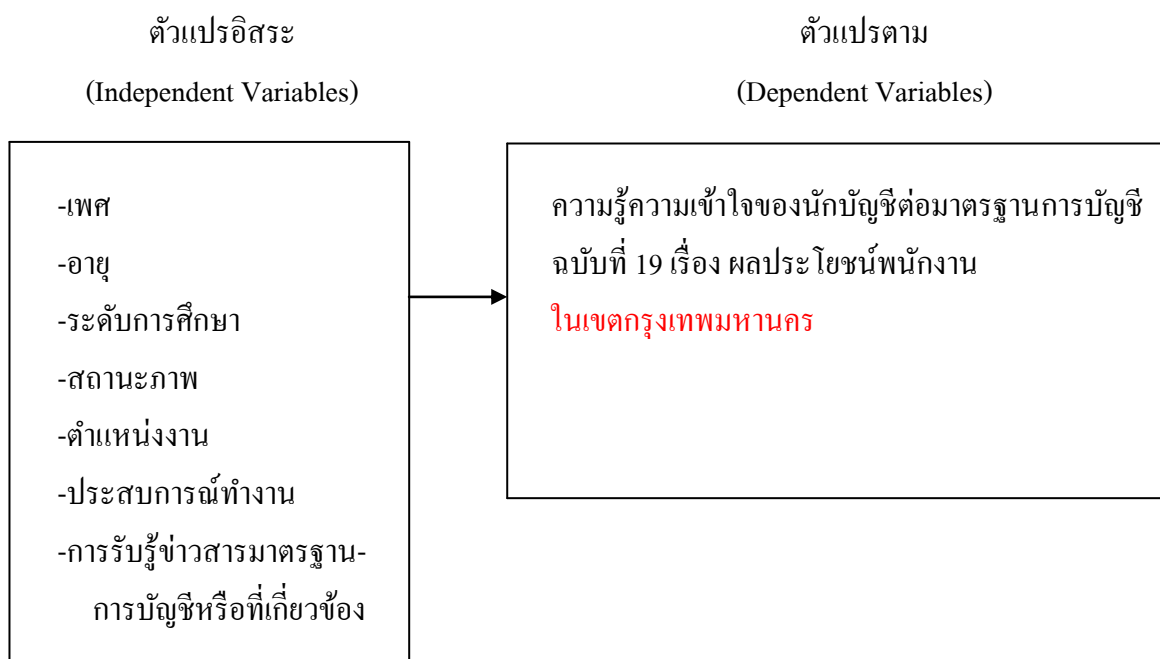 ตัวแปรอิสระ
(Independent Variables)
-เพศ
-อายุ
-ระดับการศึกษา
-สถานะภาพ
-ตำแหน่งงาน
-ประสบการณ์ทำงาน
-การรับรู้ข่าวสารมาตรฐาน-
การบัญชีหรือที่เกี่ยวข้อง
ตัวแปรตาม
(Dependent Variables)
ความรู้ความเข้าใจของนักบัญชีต่อมาตรฐานการบัญชี
ฉบับที่ 19 เรื่อง ผลประโยชน์พนักงาน
ในเขตกรุงเทพมหานคร